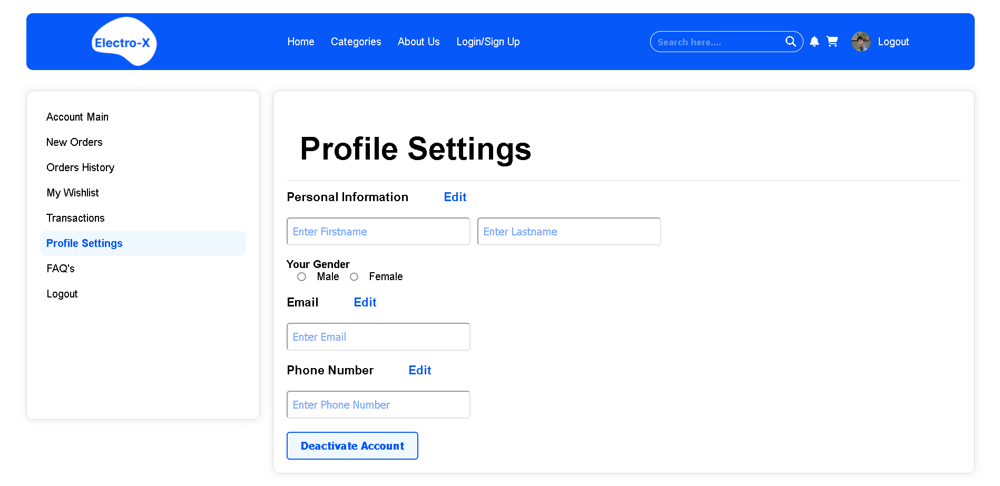 Electro-X
Home Categories About Us Login/Sign Up
Search here....
Logout
Account Main
New Orders
Orders History
My Wishlist
Transactions
Profile Settings
FAQ's
Logout
Profile Settings
Personal Information Edit
Enter Firstname Enter Lastname
Your Gender
Male Female
Email Edit
Enter Email
Phone Number Edit
Enter Phone Number
Deactivate Account